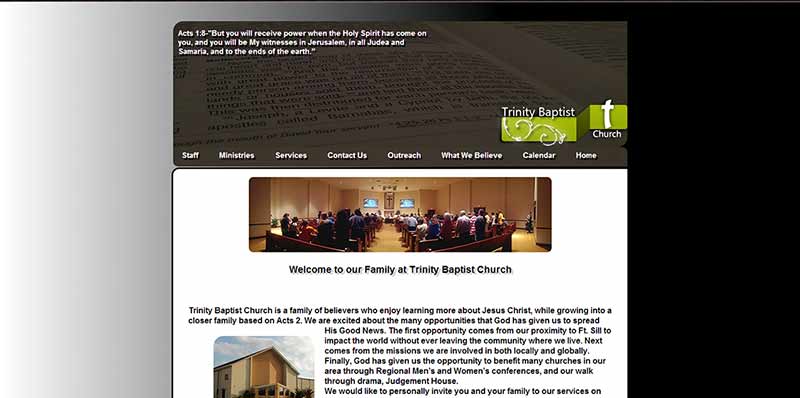 Acts 1:8-"But you will receive power when the Holy Spirit has come on
you, and you will be My witnesses in Jerusalem, in all Judea and
Samaria, and to the ends of the earth."
Joseph, a Levite
apostles called Barnabas
Trinity Baptist
t
Church
Staff Ministries Services Contact Us Outreach What We Believe Calendar Home
Welcome to our Family at Trinity Baptist Church
Trinity Baptist Church is a family of believers who enjoy learning more about Jesus Christ, while growing into a
closer family based on Acts 2. We are excited about the many opportunities that God has given us to spread
His Good News. The first opportunity comes from our proximity to Ft. Sill to
impact the world without ever leaving the community where we live. Next
comes from the missions we are involved in both locally and globally.
Finally, God has given us the opportunity to benefit many churches in our
area through Regional Men's and Women's conferences, and our walk
through drama, Judgement House.
We would like to personally invite you and your family to our services on